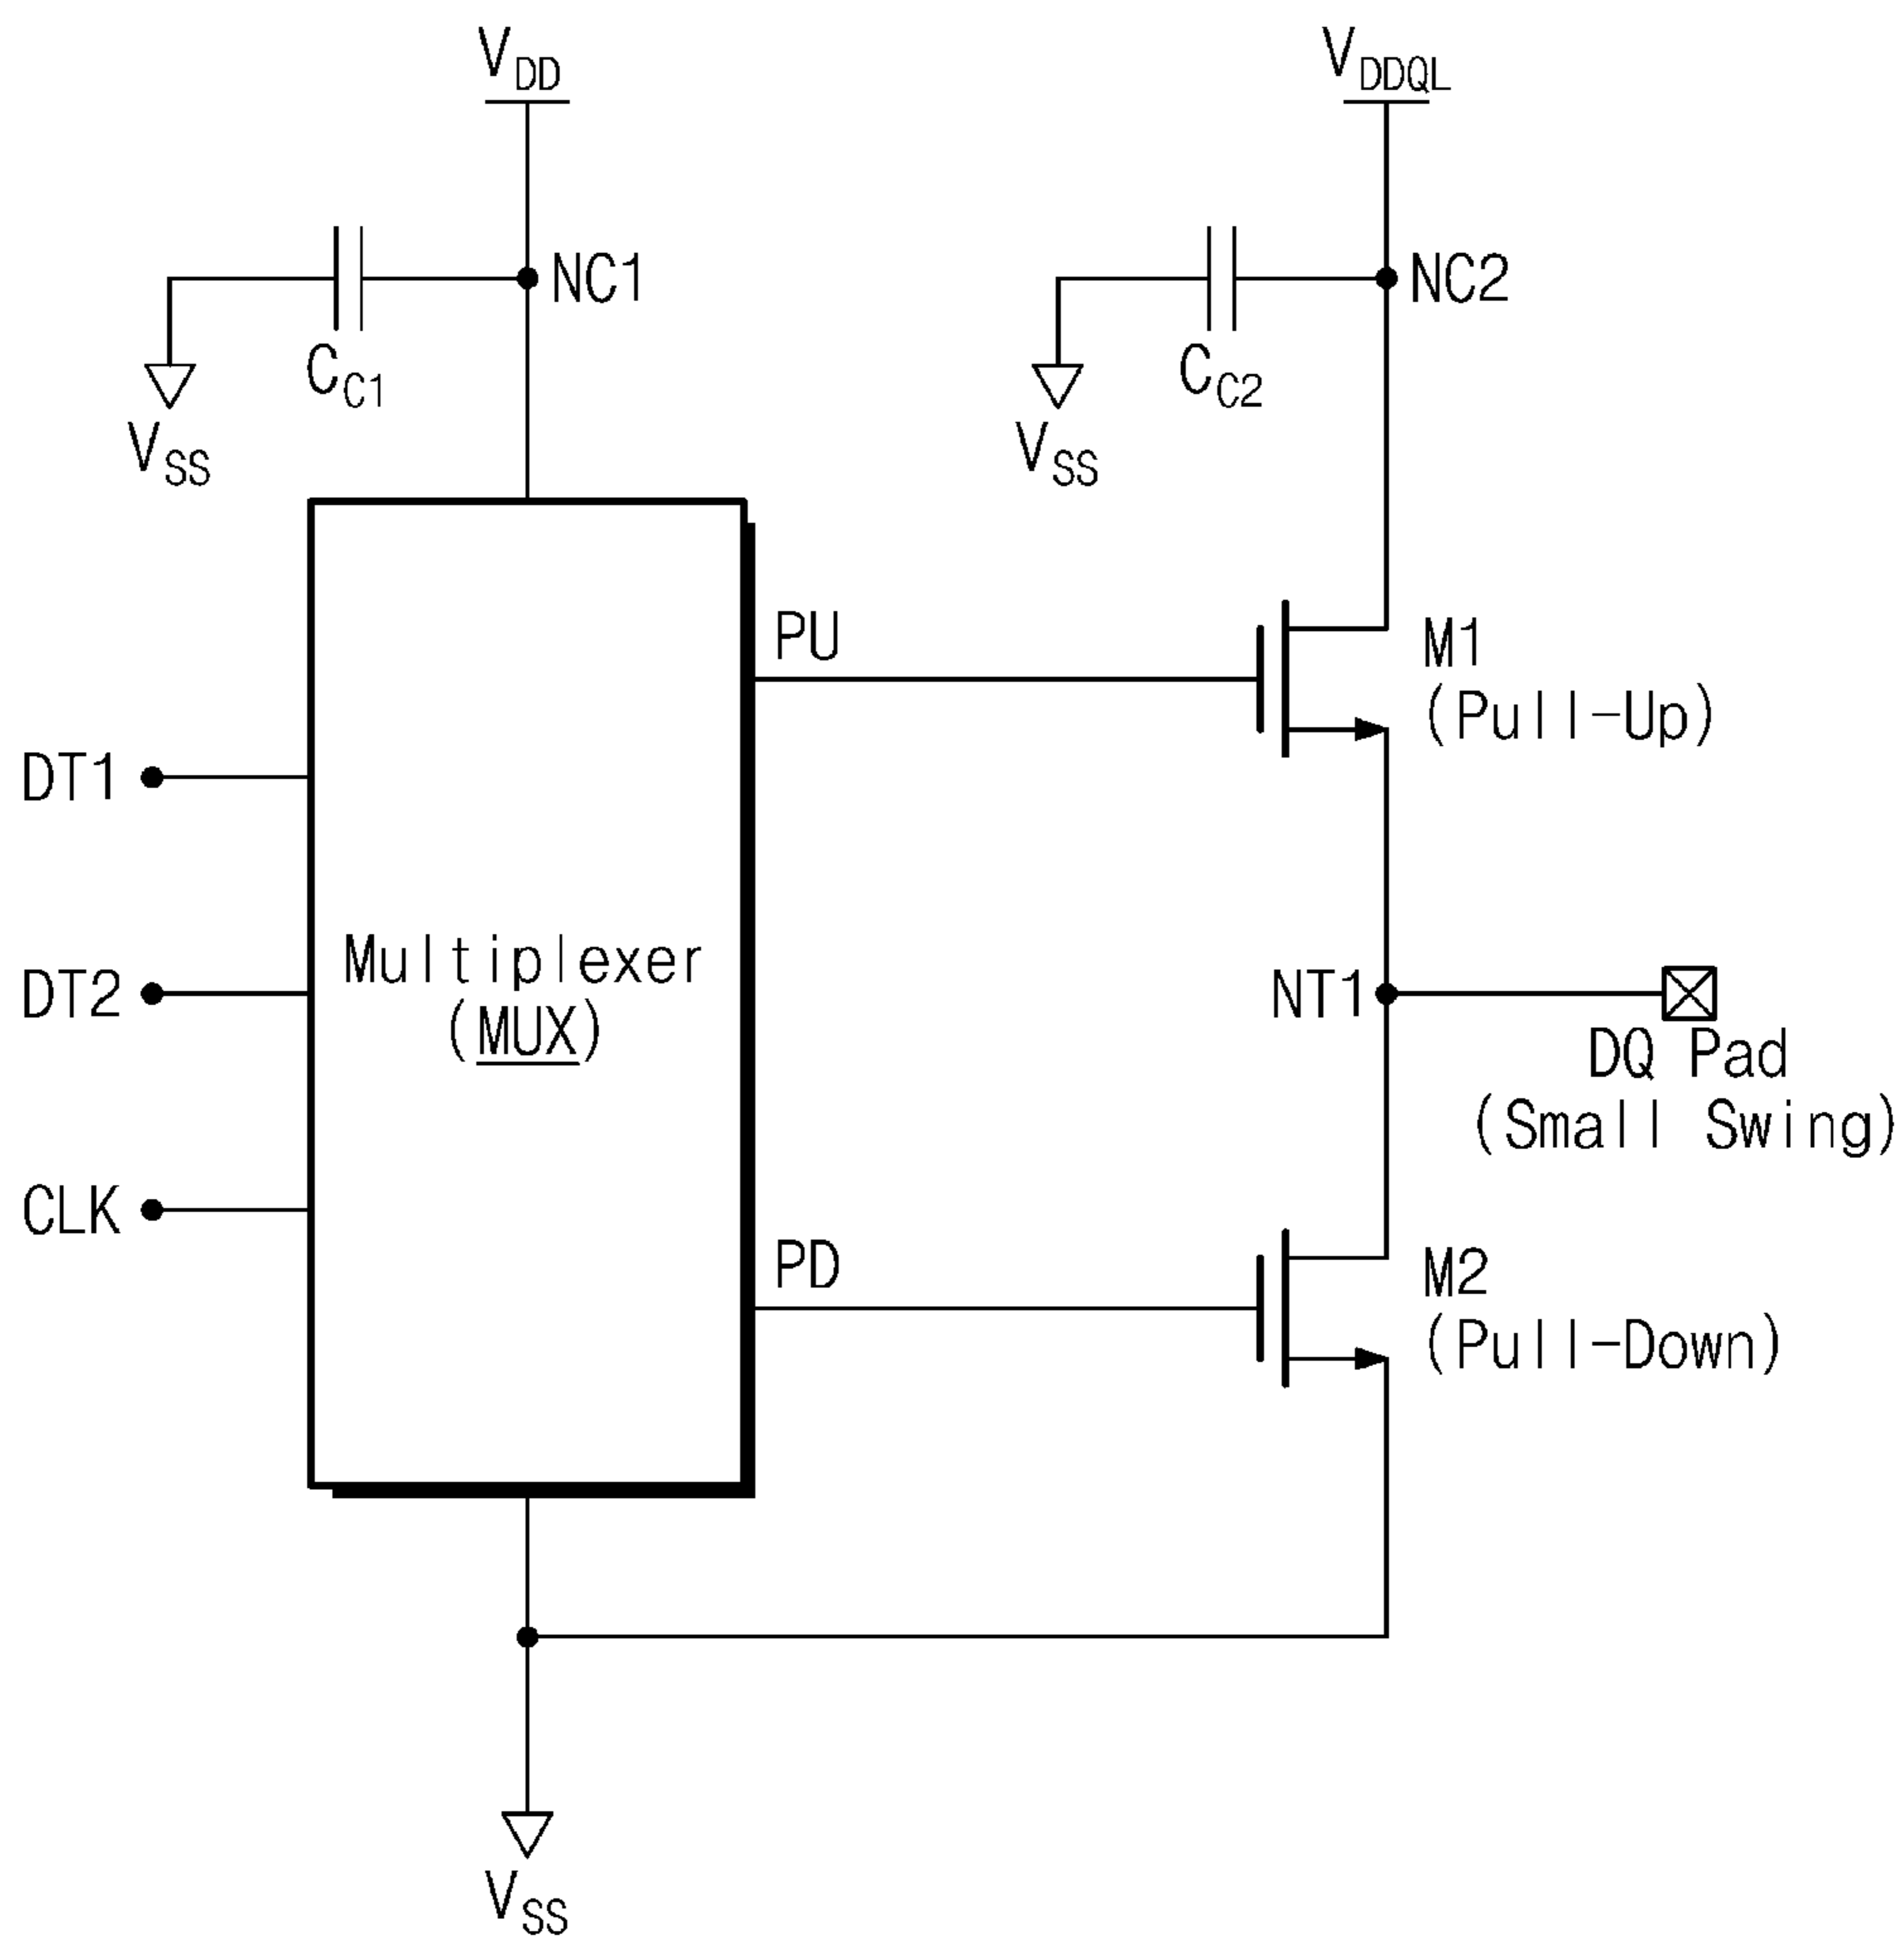 VDD
VDDQL
NC1
NC2
CC1
CC2
VSS
VSS
PU
M1
(Pull-Up)
DT1
DT2
Multiplexer
(MUX)
NT1
DQ Pad
(Small Swing)
CLK
PD
M2
(Pull-Down)
VSS